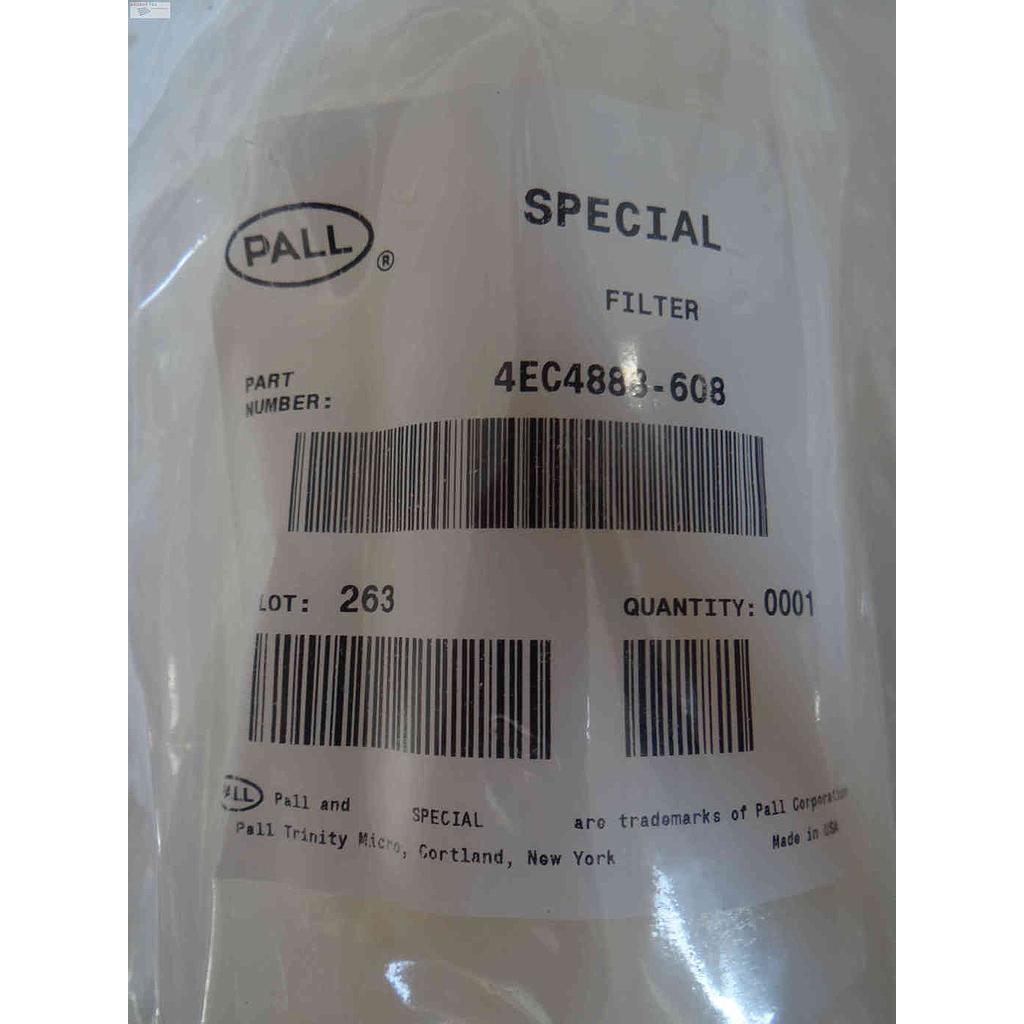 PALL ®
SPECIAL
FILTER
PART
NUMBER:
4EC4888-608
LOT: 263
QUANTITY: 0001
PALL Pall and SPECIAL are trademarks of Pall Corporation
Pall Trinity Micro, Cortland, New York
Made in USA